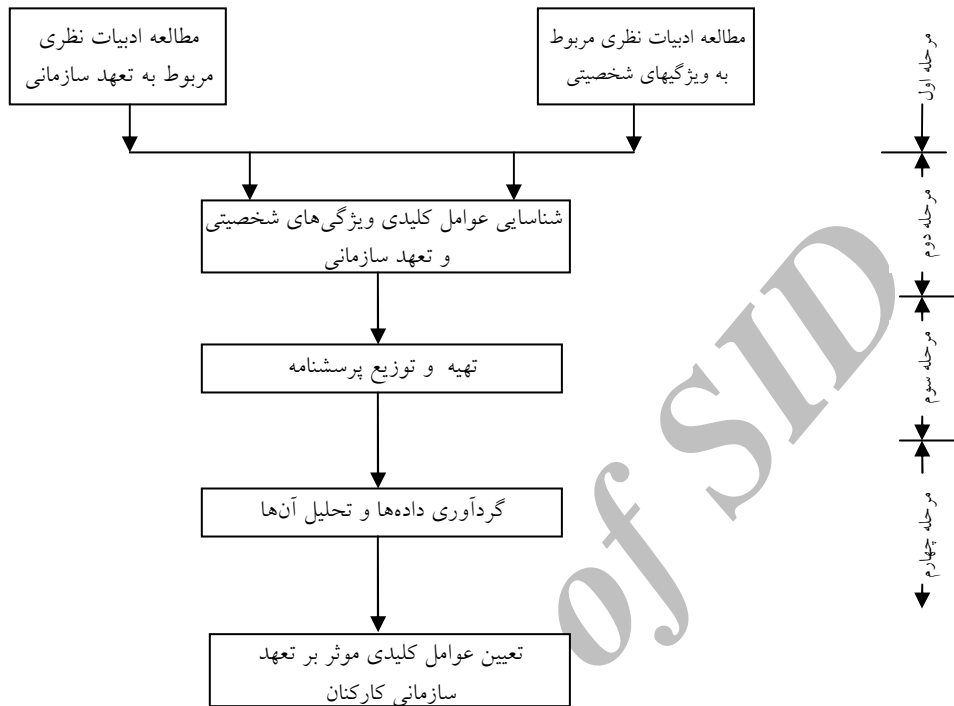 مطالعه ادبیات نظری مربوط
به ویژگیهای شخصیتی
مطالعه ادبیات نظری
مربوط به تعهد سازمانی
مرحله اول
شناسایی عوامل کلیدی ویژگی‌های شخصیتی
و تعهد سازمانی
مرحله دوم
تهیه و توزیع پرسشنامه
مرحله سوم
گردآوری داده‌ها و تحلیل آن‌ها
مرحله چهارم
تعیین عوامل کلیدی موثر بر تعهد
سازمانی کارکنان
of SID